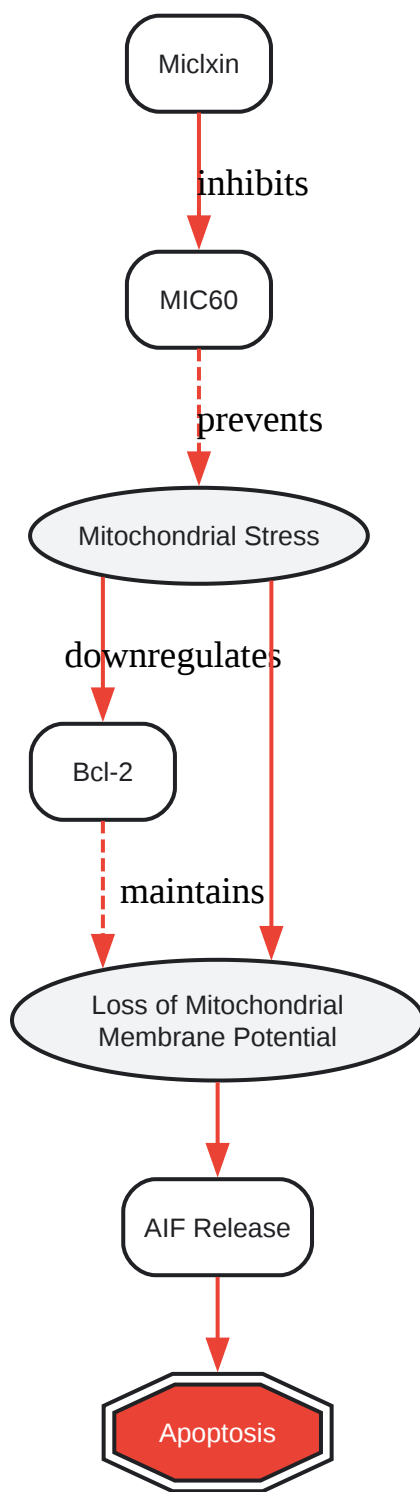 Miclxin
inhibits
MIC60
prevents
Mitochondrial Stress
downregulates
Bcl-2
maintains
Loss of Mitochondrial
Membrane Potential
AIF Release
Apoptosis